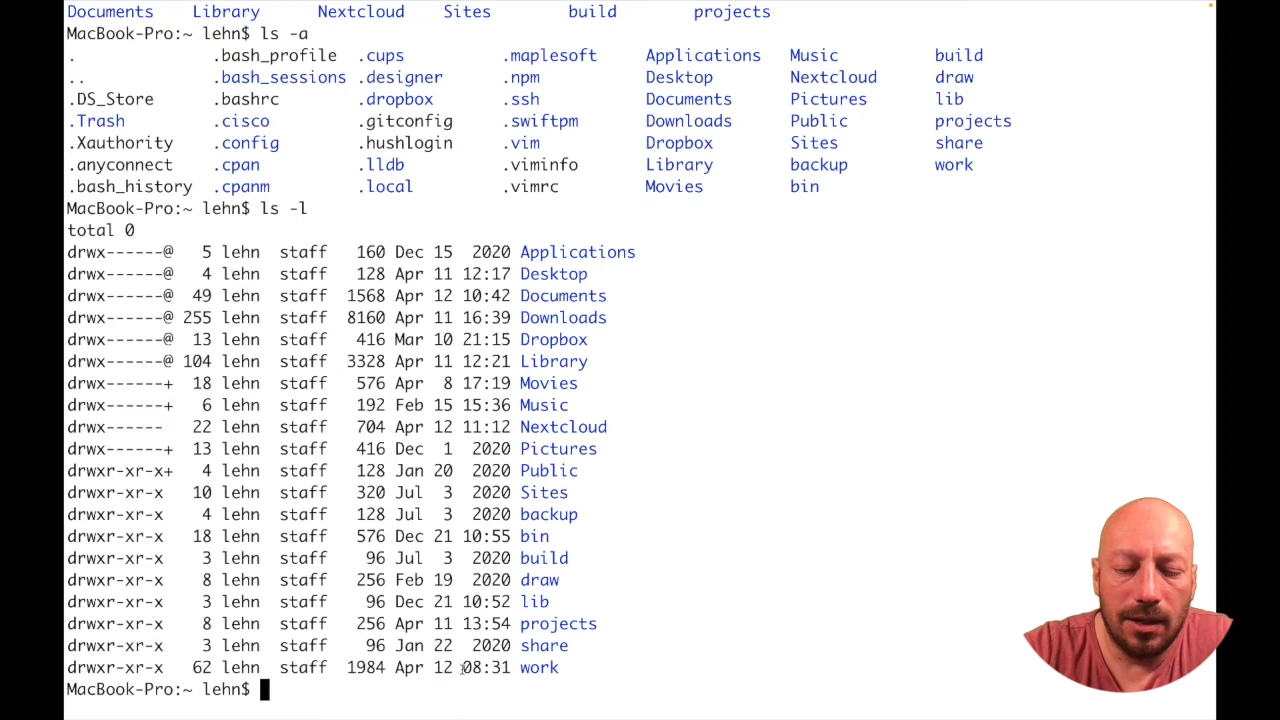 Documents Library Nextcloud Sites build projects
MacBook-Pro:~ lehn$ ls -a
. .bash_profile .cups .maplesoft Applications Music build
.. .bash_sessions .designer .npm Desktop Nextcloud draw
.DS_Store .bashrc .dropbox .ssh Documents Pictures lib
.Trash .cisco .gitconfig .swiftpm Downloads Public projects
.Xauthority .config .hushlogin .vim Dropbox Sites share
.anyconnect .cpan .lldb .viminfo Library backup work
.bash_history .cpanm .local .vimrc Movies bin
MacBook-Pro:~ lehn$ ls -l
total 0
drwx------@ 5 lehn staff 160 Dec 15 2020 Applications
drwx------@ 4 lehn staff 128 Apr 11 12:17 Desktop
drwx------@ 49 lehn staff 1568 Apr 12 10:42 Documents
drwx------@ 255 lehn staff 8160 Apr 11 16:39 Downloads
drwx------@ 13 lehn staff 416 Mar 10 21:15 Dropbox
drwx------@ 104 lehn staff 3328 Apr 11 12:21 Library
drwx------+ 18 lehn staff 576 Apr 8 17:19 Movies
drwx------+ 6 lehn staff 192 Feb 15 15:36 Music
drwx------ 22 lehn staff 704 Apr 12 11:12 Nextcloud
drwx------+ 13 lehn staff 416 Dec 1 2020 Pictures
drwxr-xr-x+ 4 lehn staff 128 Jan 20 2020 Public
drwxr-xr-x 10 lehn staff 320 Jul 3 2020 Sites
drwxr-xr-x 4 lehn staff 128 Jul 3 2020 backup
drwxr-xr-x 18 lehn staff 576 Dec 21 10:55 bin
drwxr-xr-x 3 lehn staff 96 Jul 3 2020 build
drwxr-xr-x 8 lehn staff 256 Feb 19 2020 draw
drwxr-xr-x 3 lehn staff 96 Dec 21 10:52 lib
drwxr-xr-x 8 lehn staff 256 Apr 11 13:54 projects
drwxr-xr-x 3 lehn staff 96 Jan 22 2020 share
drwxr-xr-x 62 lehn staff 1984 Apr 12 08:31 work
MacBook-Pro:~ lehn$